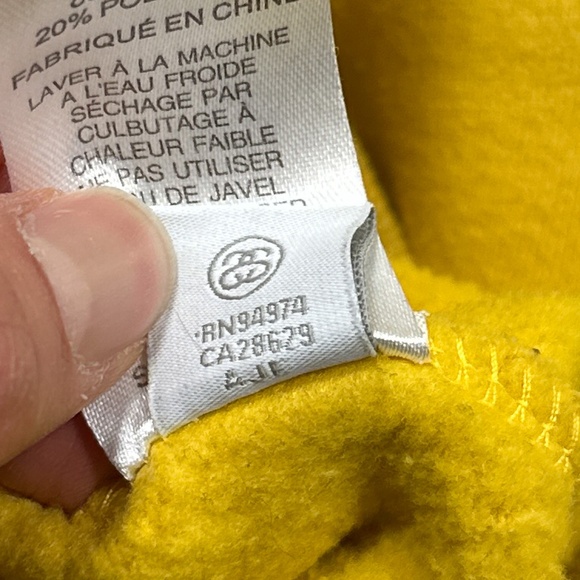 20% PO
FABRIQUÉ EN CHINE
LAVER À LA MACHINE
A L'EAU FROIDE
SÉCHAGE PAR
CULBUTAGE À
CHALEUR FAIBLE
NE PAS UTILISER
DE JAVEL
RN94974
CA28629